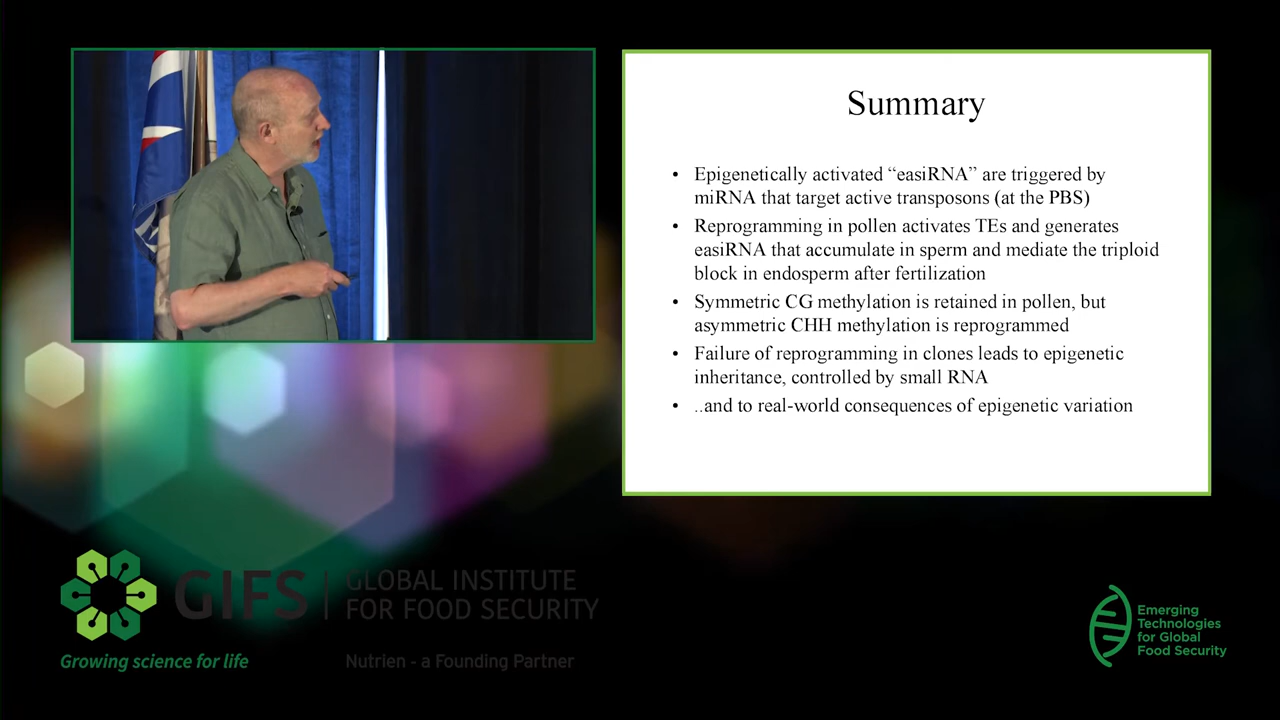 Summary
• Epigenetically activated “easiRNA” are triggered by
miRNA that target active transposons (at the PBS)
• Reprogramming in pollen activates TEs and generates
easiRNA that accumulate in sperm and mediate the triploid
block in endosperm after fertilization
• Symmetric CG methylation is retained in pollen, but
asymmetric CHH methylation is reprogrammed
• Failure of reprogramming in clones leads to epigenetic
inheritance, controlled by small RNA
• ..and to real-world consequences of epigenetic variation
GIFS
GLOBAL INSTITUTE
FOR FOOD SECURITY
Growing science for life
Nutrien - a Founding Partner
Emerging
Technologies
for Global
Food Security